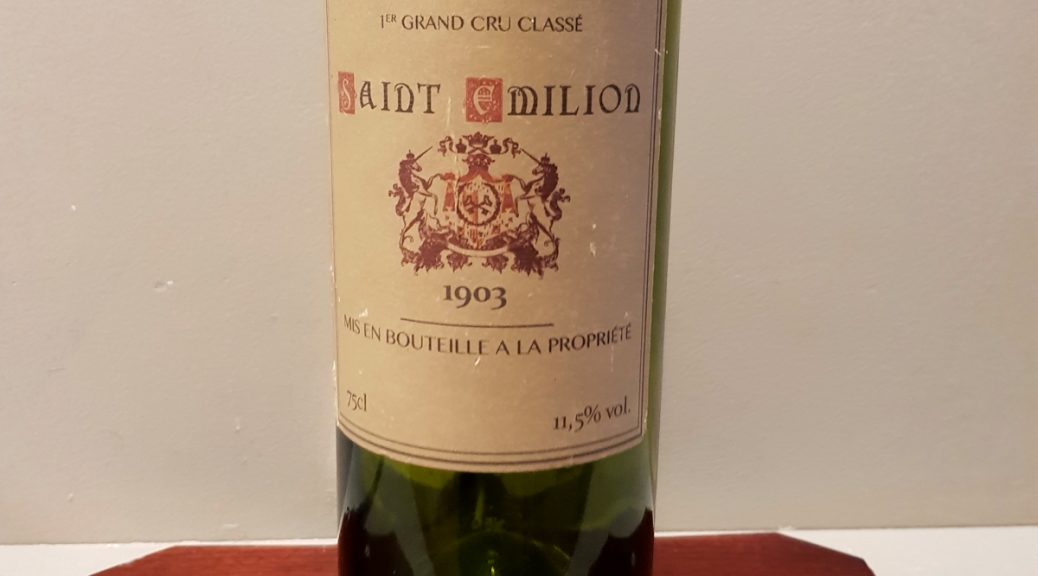 1ER GRAND CRU CLASSÉ
SAINT EMILION
1903
MIS EN BOUTEILLE A LA PROPRIÉTÉ
75cl
11,5% vol.